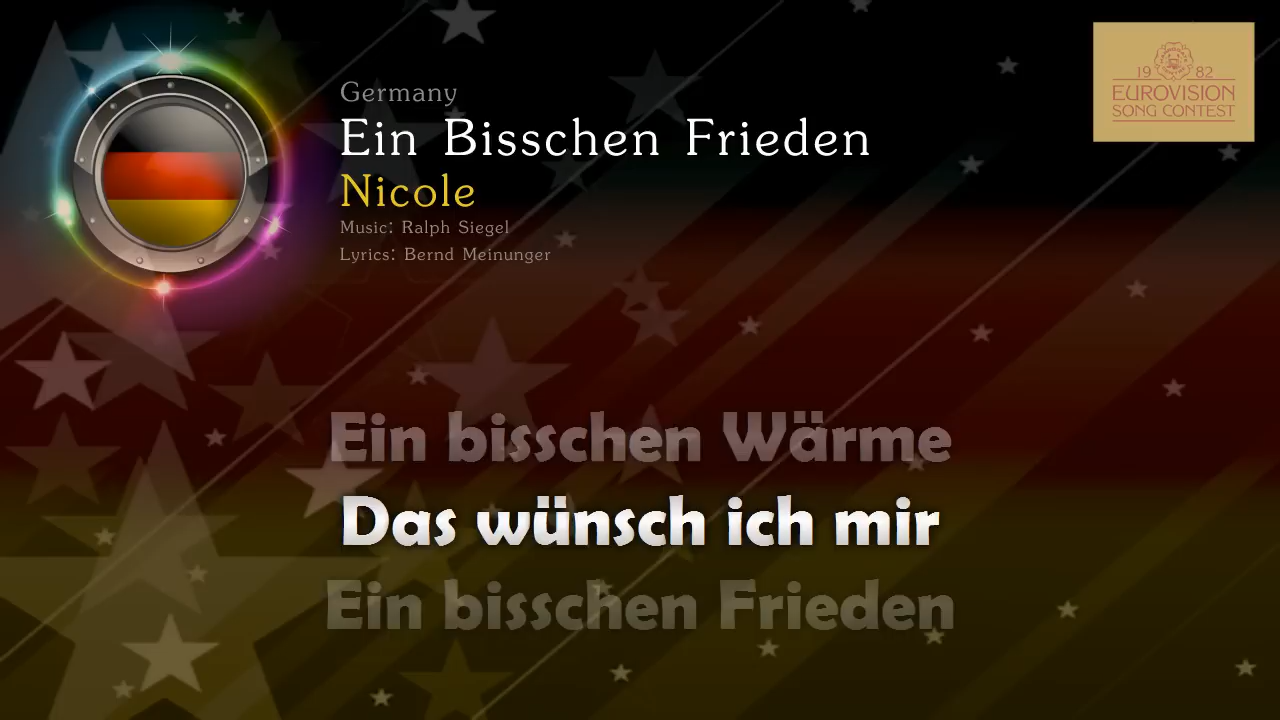 Germany
Ein Bisschen Frieden
Nicole
Music: Ralph Siegel
Lyrics: Bernd Meinunger
19 82
EUROVISION
SONG CONTEST
Ein bisschen Wärme
Das wünsch ich mir
Ein bisschen Frieden